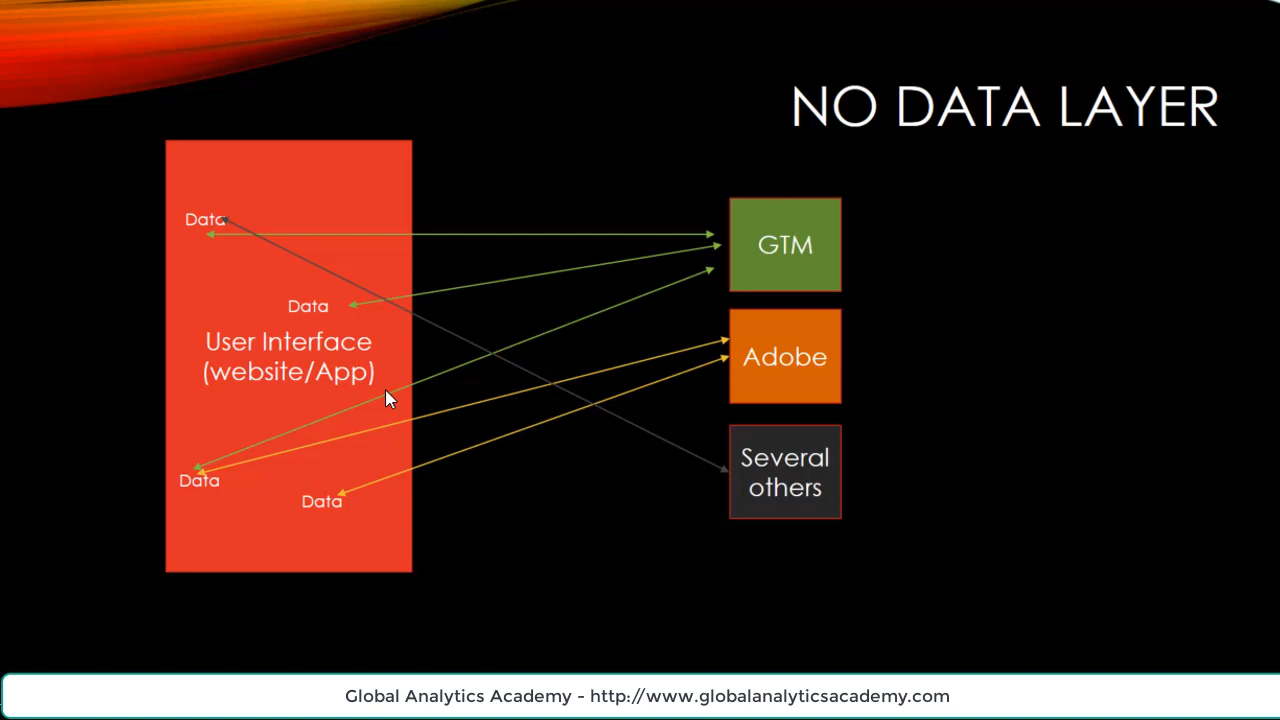 NO DATA LAYER
Data
Data
User Interface
(website/App)
Data
Data
GTM
Adobe
Several
others
Global Analytics Academy - http://www.globalanalyticsacademy.com